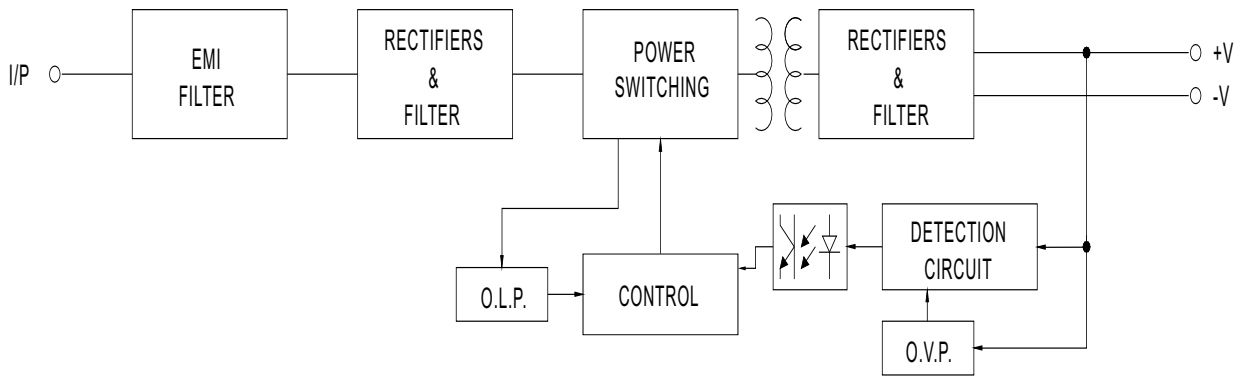 I/P
EMI
FILTER
RECTIFIERS
&
FILTER
POWER
SWITCHING
RECTIFIERS
&
FILTER
+V
-V
O.L.P.
CONTROL
DETECTION
CIRCUIT
O.V.P.